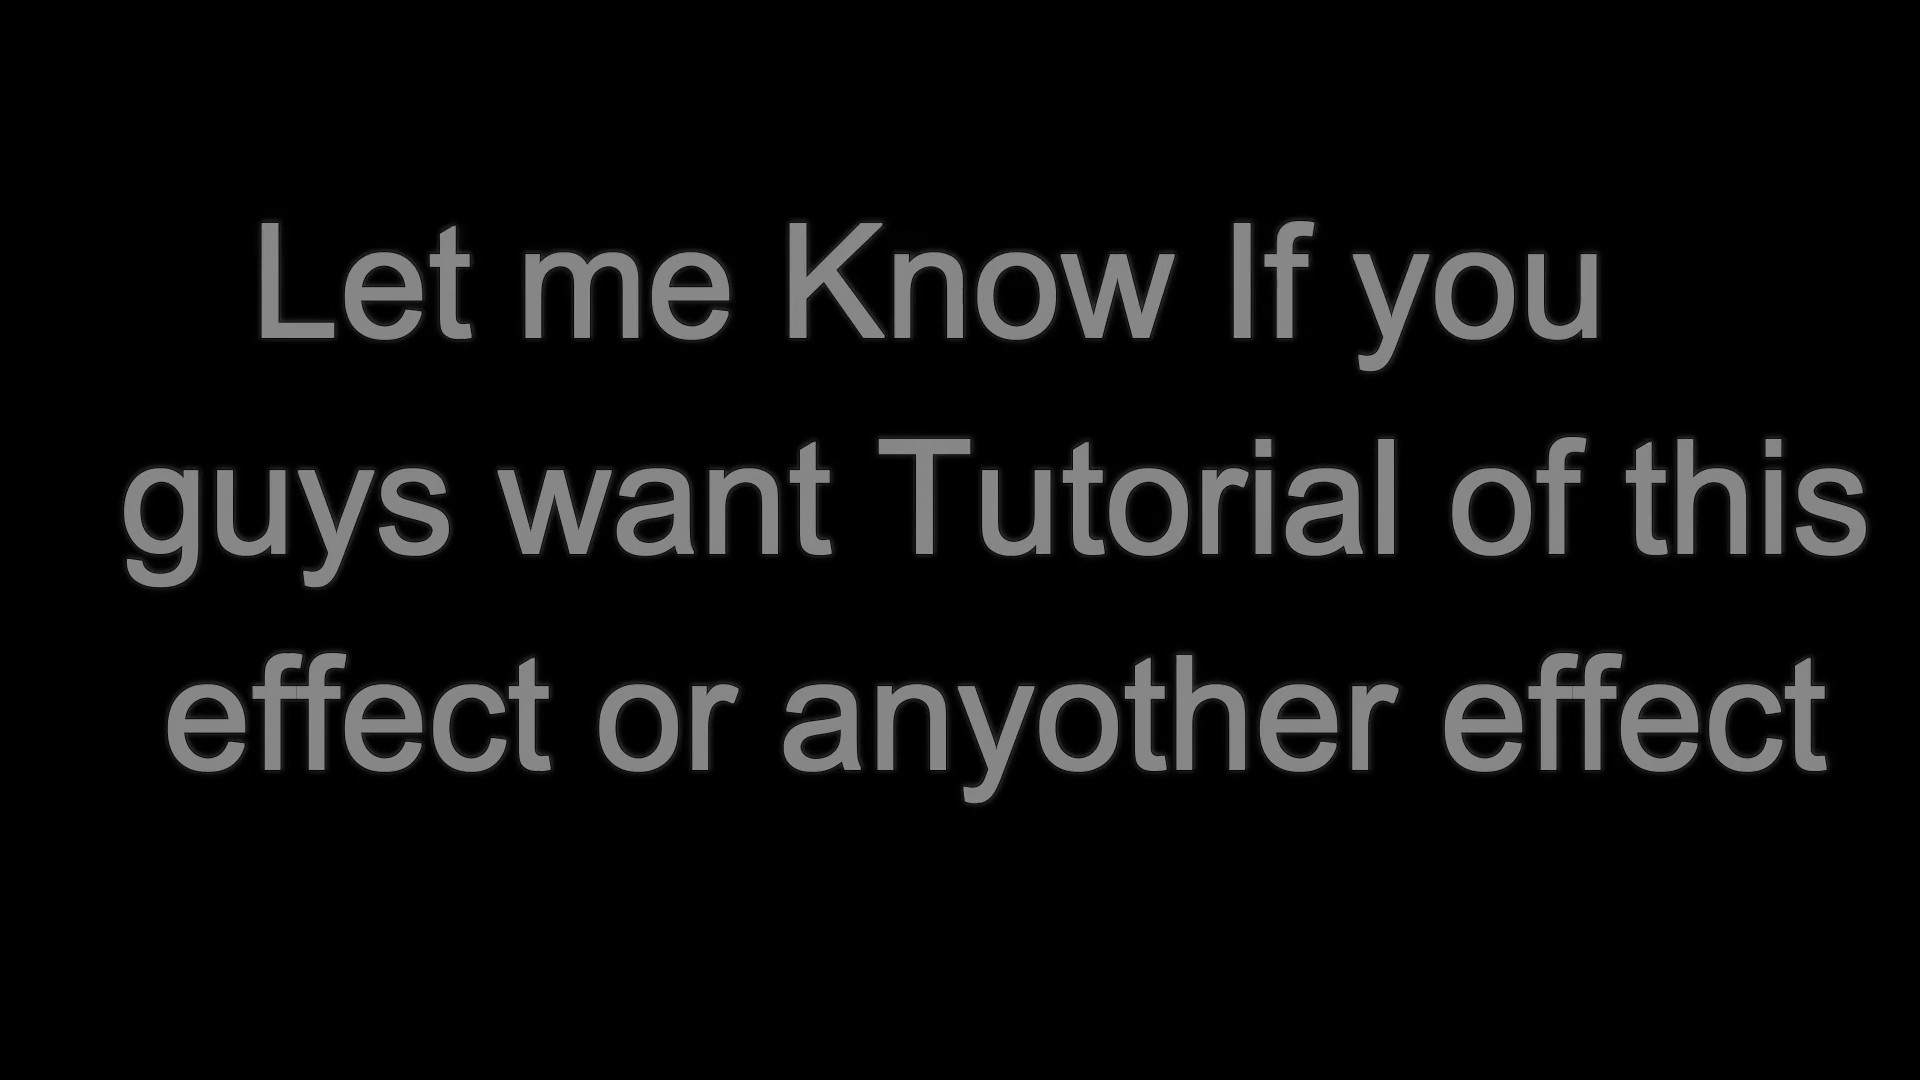 Let me Know If you
guys want Tutorial of this
effect or anyother effect